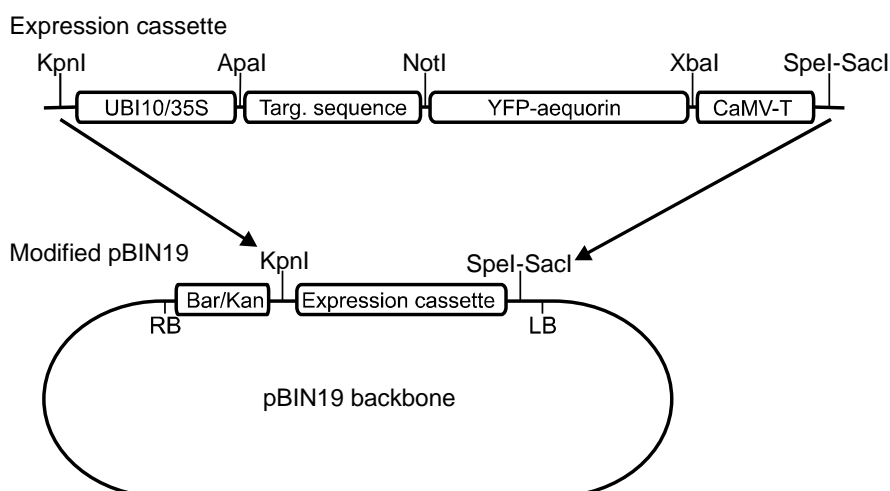 Expression cassette
KpnI ApaI NotI XbaI SpeI-SacI
UBI10/35S Targ. sequence YFP-aequorin CaMV-T
Modified pBIN19
KpnI SpeI-SacI
Bar/Kan Expression cassette
RB LB
pBIN19 backbone